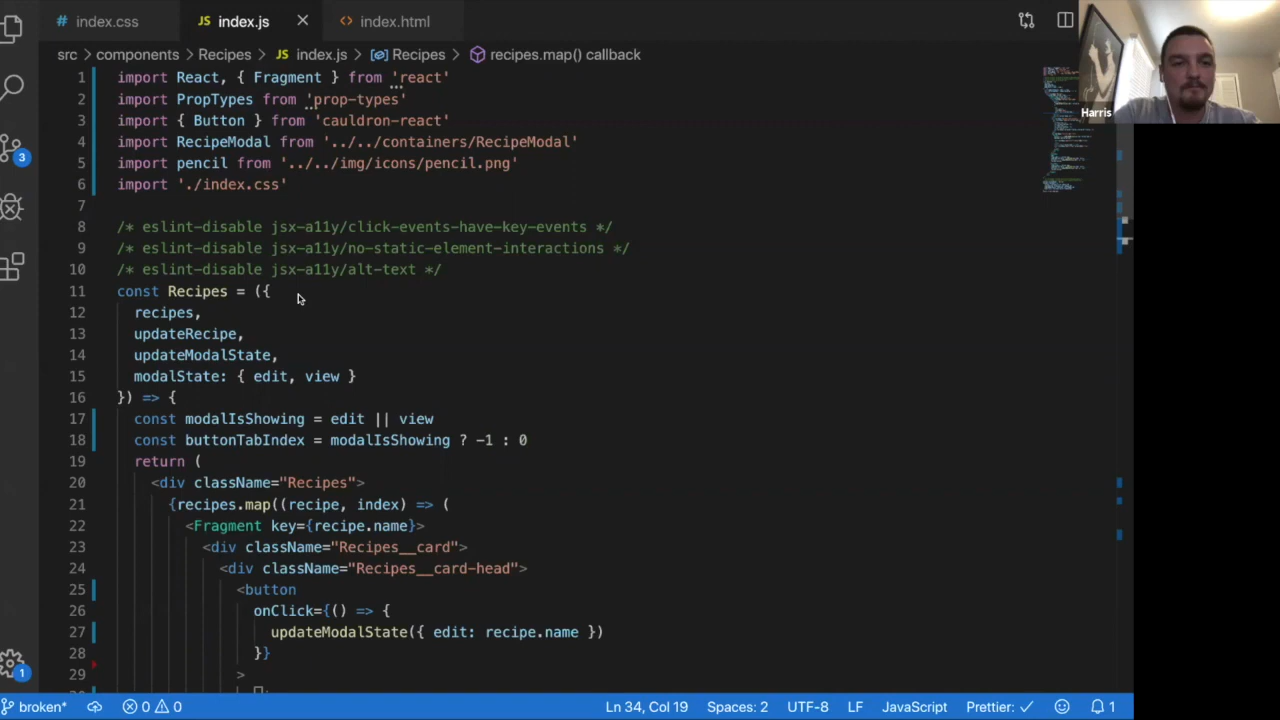 index.css
JS index.js
index.html
src > components > Recipes > JS index.js > Recipes > recipes.map() callback
Harris
1 import React, { Fragment } from 'react'
2 import PropTypes from 'prop-types'
3 import { Button } from 'cauldron-react'
4 import RecipeModal from '../../containers/RecipeModal'
5 import pencil from '../../img/icons/pencil.png'
6 import './index.css'
7
8 /* eslint-disable jsx-a11y/click-events-have-key-events */
9 /* eslint-disable jsx-a11y/no-static-element-interactions */
10 /* eslint-disable jsx-a11y/alt-text */
11 const Recipes = ({
12 recipes,
13 updateRecipe,
14 updateModalState,
15 modalState: { edit, view }
16 }) => {
17 const modalIsShowing = edit || view
18 const buttonTabIndex = modalIsShowing ? -1 : 0
19 return (
20 <div className="Recipes">
21 {recipes.map((recipe, index) => (
22 <Fragment key={recipe.name}>
23 <div className="Recipes__card">
24 <div className="Recipes__card-head">
25 <button
26 onClick={() => {
27 updateModalState({ edit: recipe.name })
28 }}
29 >
3
1
broken* 0 0 Ln 34, Col 19 Spaces: 2 UTF-8 LF JavaScript Prettier: ✓ 1